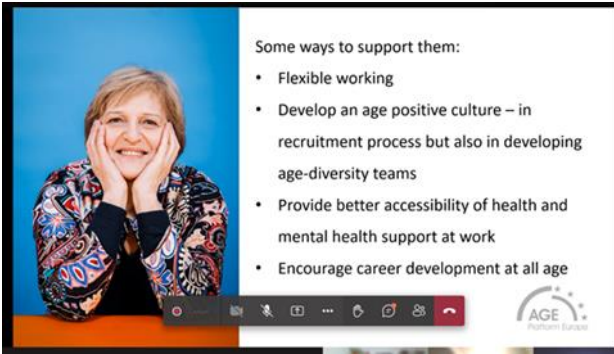 Some ways to support them:
• Flexible working
• Develop an age positive culture – in
recruitment process but also in developing
age-diversity teams
• Provide better accessibility of health and
mental health support at work
• Encourage career development at all age
AGE
Platform Europe